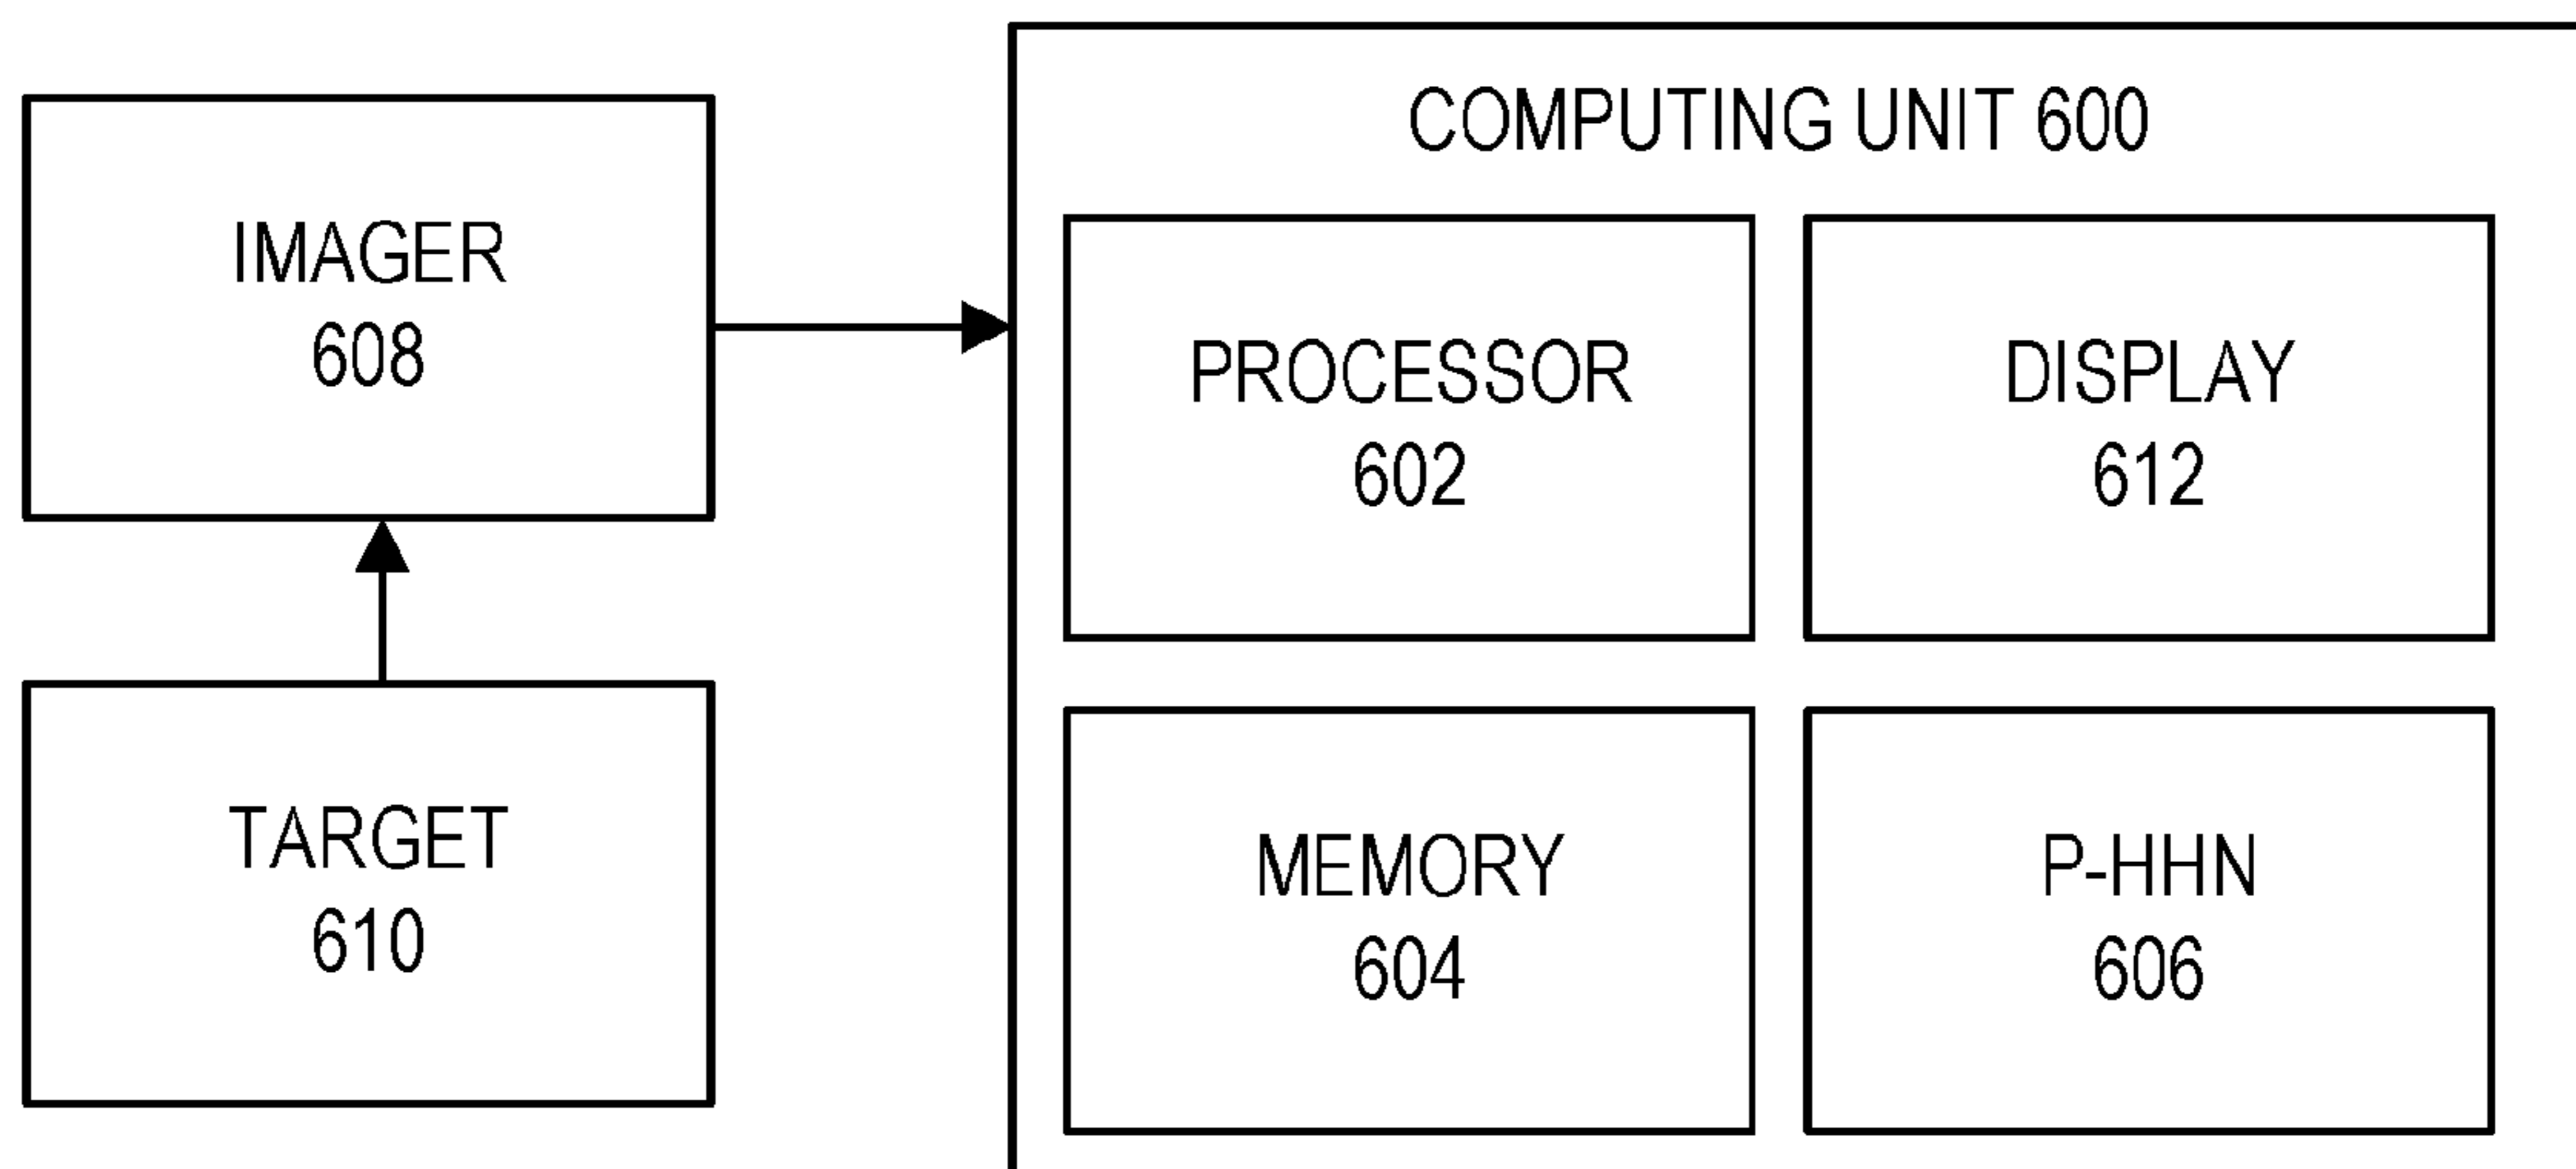 COMPUTING UNIT 600
IMAGER
608
PROCESSOR
602
DISPLAY
612
TARGET
610
MEMORY
604
P-HHN
606